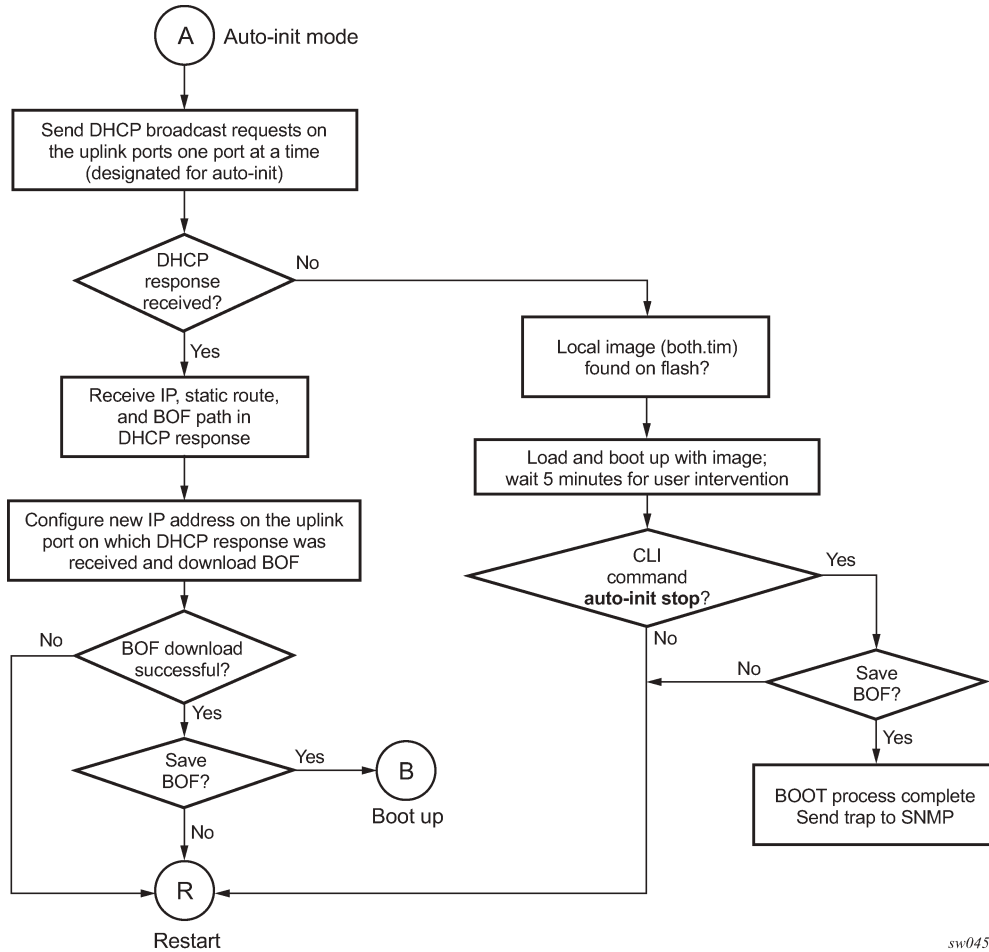 A
Auto-init mode
Send DHCP broadcast requests on
the uplink ports one port at a time
(designated for auto-init)
DHCP
response
received?
No
Yes
Local image (both.tim)
found on flash?
Receive IP, static route,
and BOF path in
DHCP response
Load and boot up with image;
wait 5 minutes for user intervention
Configure new IP address on the uplink
port on which DHCP response was
received and download BOF
CLI
command
auto-init stop?
Yes
No
No
BOF download
successful?
Yes
No
Save
BOF?
Yes
Save
BOF?
Yes
B
Boot up
No
BOOT process complete
Send trap to SNMP
R
Restart
sw045